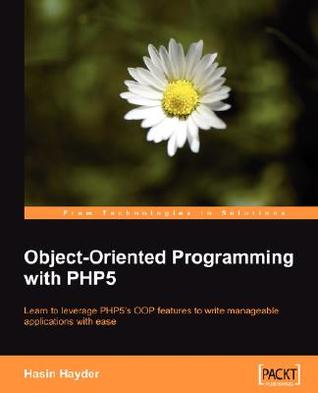 From Technologies to Solutions
Object-Oriented Programming
with PHP5
Learn to leverage PHP5's OOP features to write manageable
applications with ease
Hasin Hayder
PACKT
PUBLISHING